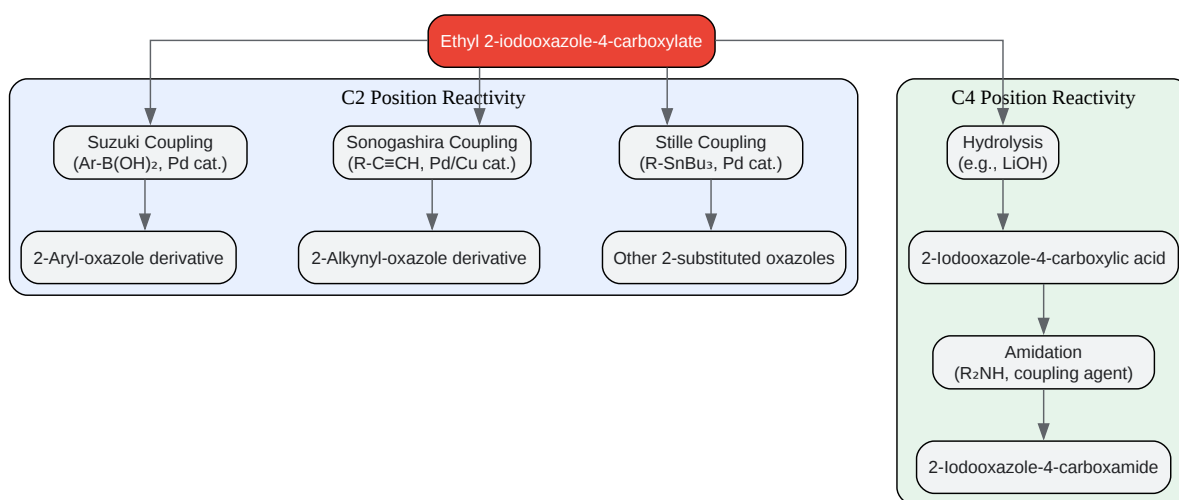 Ethyl 2-iodooxazole-4-carboxylate
C2 Position Reactivity
Suzuki Coupling
(Ar-B(OH)₂, Pd cat.)
Sonogashira Coupling
(R-C≡CH, Pd/Cu cat.)
Stille Coupling
(R-SnBu₃, Pd cat.)
2-Aryl-oxazole derivative
2-Alkynyl-oxazole derivative
Other 2-substituted oxazoles
C4 Position Reactivity
Hydrolysis
(e.g., LiOH)
2-Iodooxazole-4-carboxylic acid
Amidation
(R₂NH, coupling agent)
2-Iodooxazole-4-carboxamide